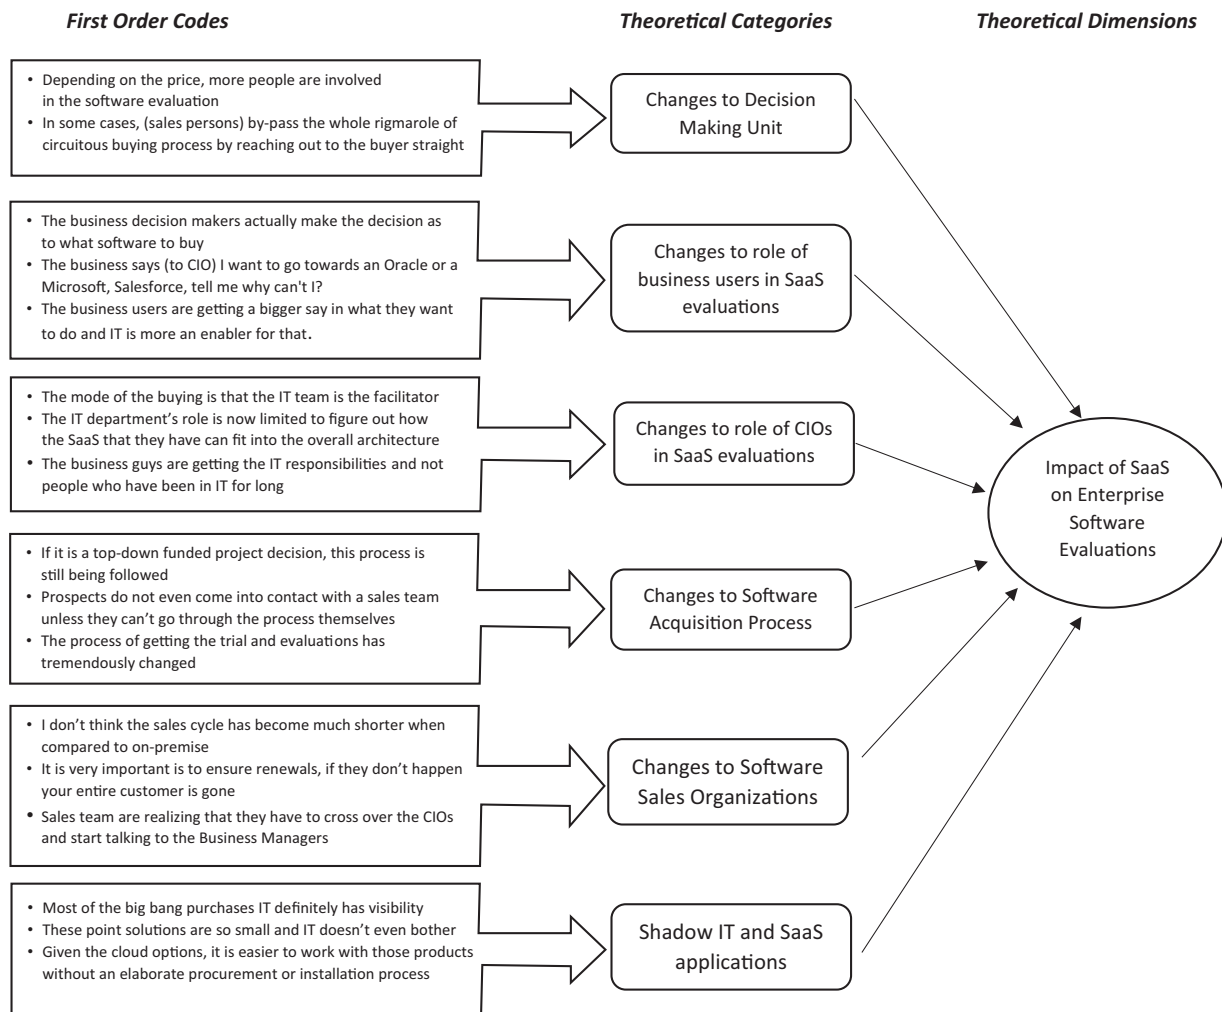 First Order Codes
Theoretical Categories
Theoretical Dimensions
• Depending on the price, more people are involved
in the software evaluation
• In some cases, (sales persons) by-pass the whole rigmarole of
circuitous buying process by reaching out to the buyer straight
Changes to Decision
Making Unit
• The business decision makers actually make the decision as
to what software to buy
• The business says (to CIO) I want to go towards an Oracle or a
Microsoft, Salesforce, tell me why can't I?
• The business users are getting a bigger say in what they want
to do and IT is more an enabler for that.
Changes to role of
business users in SaaS
evaluations
• The mode of the buying is that the IT team is the facilitator
• The IT department’s role is now limited to figure out how
the SaaS that they have can fit into the overall architecture
• The business guys are getting the IT responsibilities and not
people who have been in IT for long
Changes to role of CIOs
in SaaS evaluations
Impact of SaaS
on Enterprise
Software
Evaluations
• If it is a top-down funded project decision, this process is
still being followed
• Prospects do not even come into contact with a sales team
unless they can’t go through the process themselves
• The process of getting the trial and evaluations has
tremendously changed
Changes to Software
Acquisition Process
• I don’t think the sales cycle has become much shorter when
compared to on-premise
• It is very important is to ensure renewals, if they don’t happen
your entire customer is gone
• Sales team are realizing that they have to cross over the CIOs
and start talking to the Business Managers
Changes to Software
Sales Organizations
• Most of the big bang purchases IT definitely has visibility
• These point solutions are so small and IT doesn’t even bother
• Given the cloud options, it is easier to work with those products
without an elaborate procurement or installation process
Shadow IT and SaaS
applications